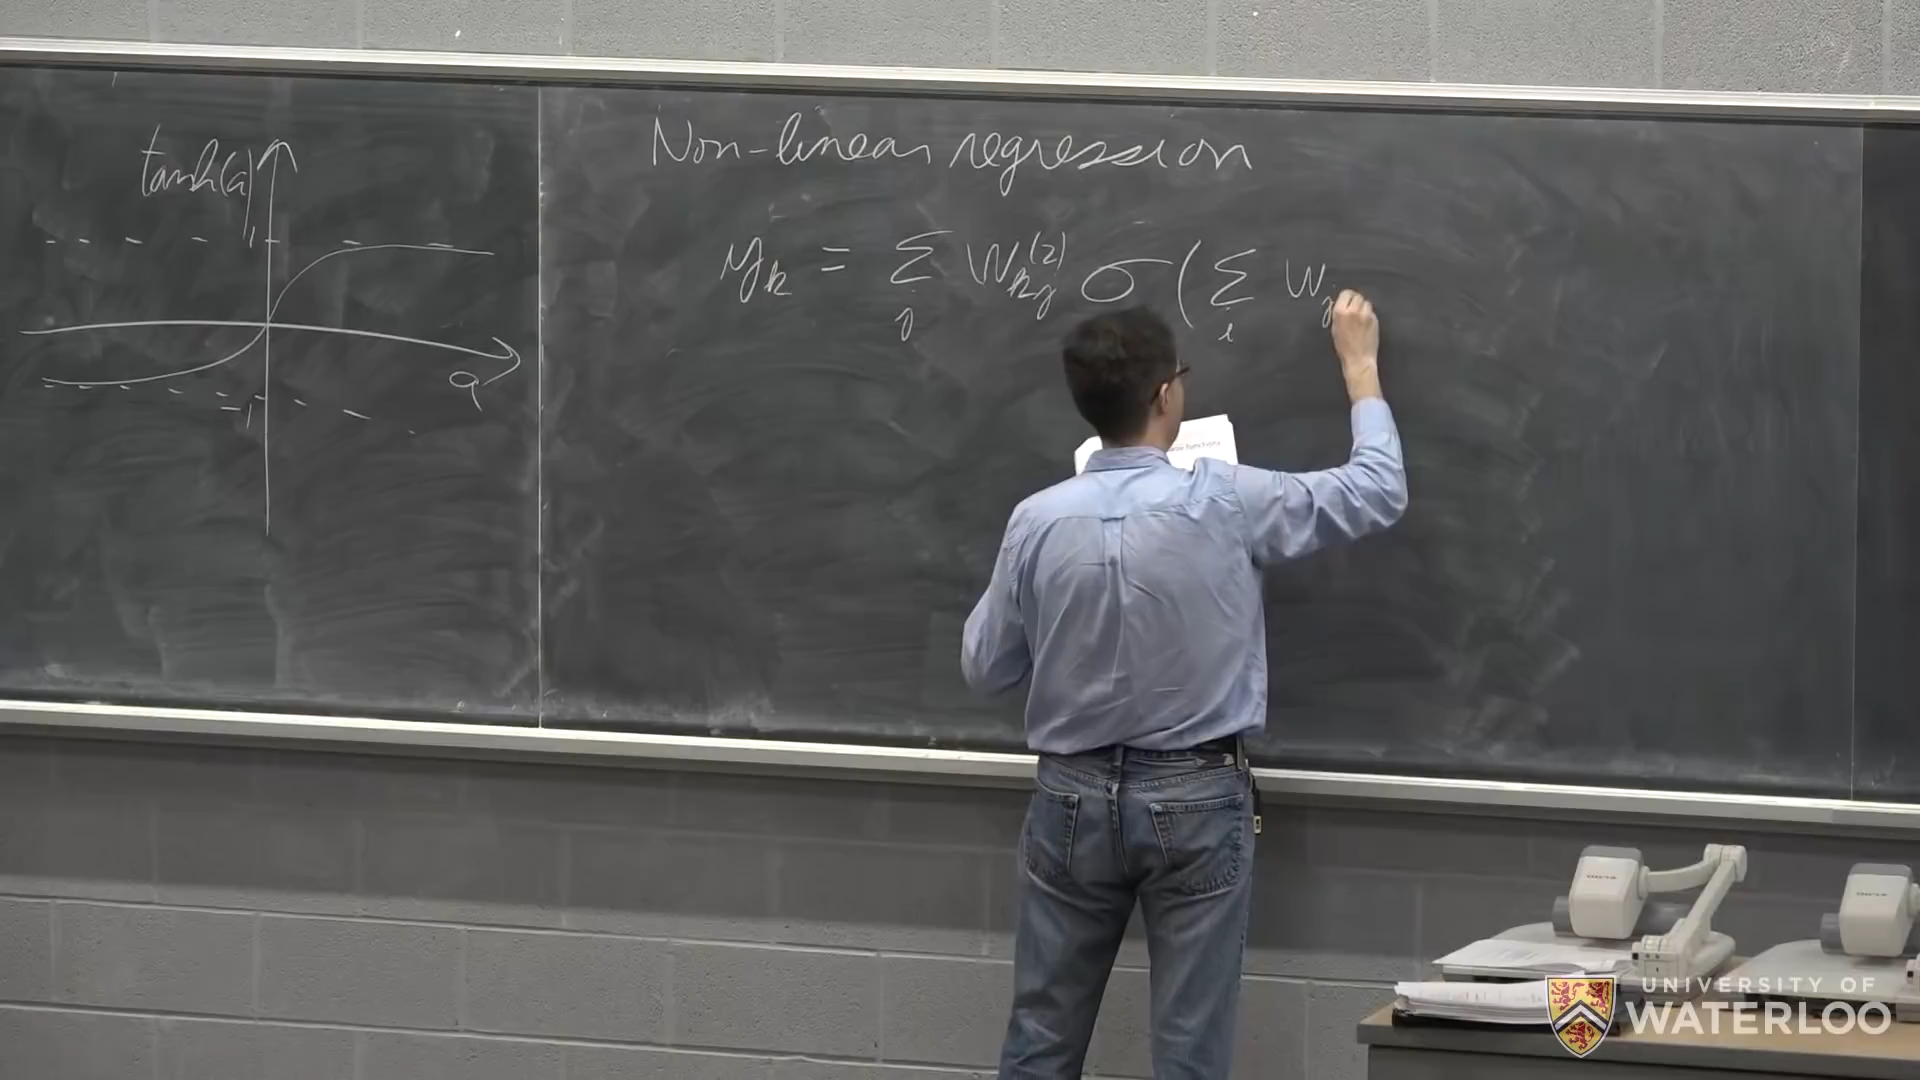 tanh(a)
1
-1
a
Non-linear regression
y_k = Σ_j W_kj^(2) σ(Σ_i W_j
UNIVERSITY OF
WATERLOO